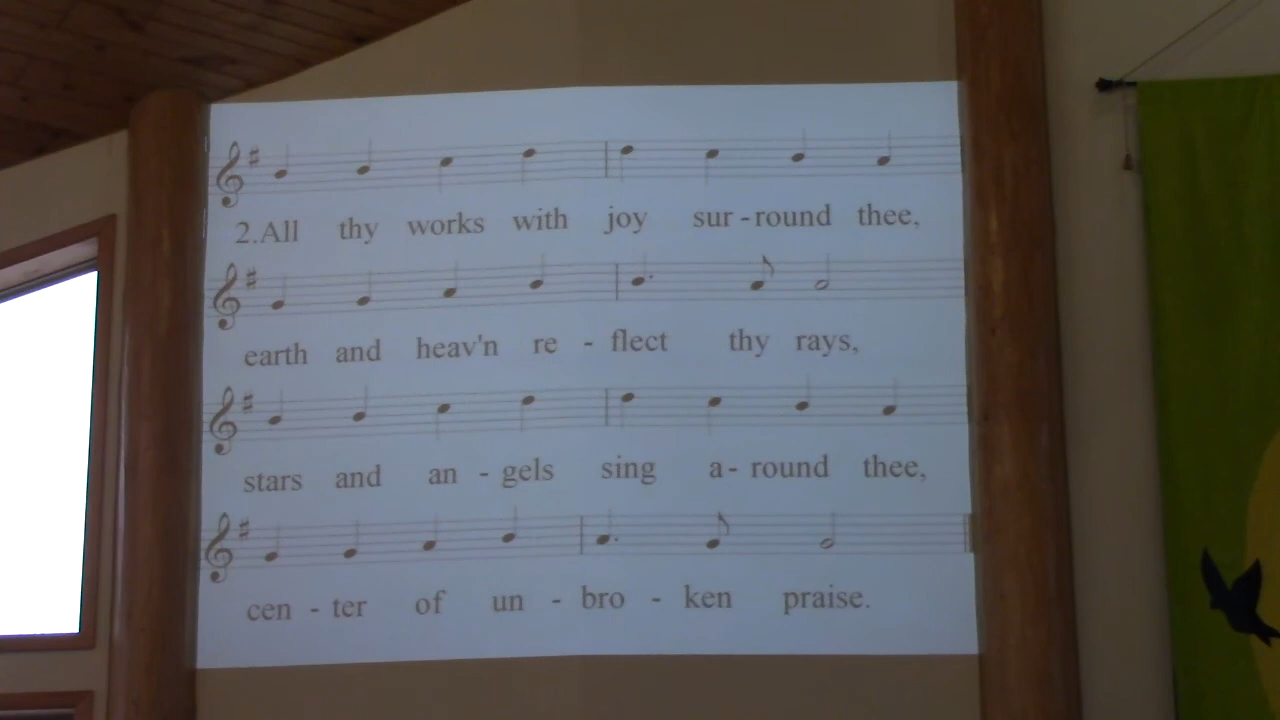 2.All thy works with joy sur - round thee,
earth and heav'n re - flect thy rays,
stars and an - gels sing a - round thee,
cen - ter of un - bro - ken praise.